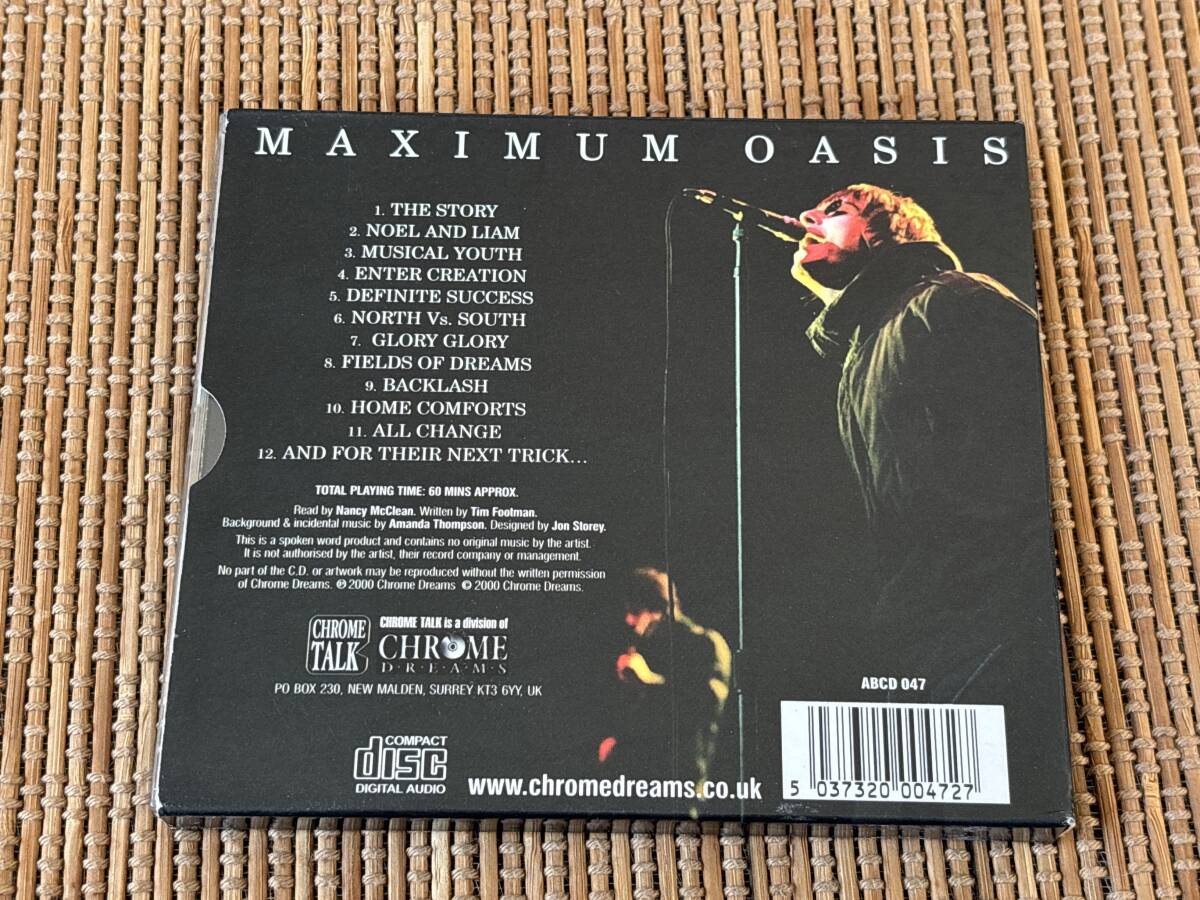 MAXIMUM OASIS
1. THE STORY
2. NOEL AND LIAM
3. MUSICAL YOUTH
4. ENTER CREATION
5. DEFINITE SUCCESS
6. NORTH Vs. SOUTH
7. GLORY GLORY
8. FIELDS OF DREAMS
9. BACKLASH
10. HOME COMFORTS
11. ALL CHANGE
12. AND FOR THEIR NEXT TRICK...
TOTAL PLAYING TIME: 60 MINS APPROX.
Read by Nancy McClean. Written by Tim Footman.
Background & incidental music by Amanda Thompson. Designed by Jon Storey.
This is a spoken word product and contains no original music by the artist.
It is not authorised by the artist, their record company or management.
No part of the C.D. or artwork may be reproduced without the written permission
of Chrome Dreams. ℗ 2000 Chrome Dreams © 2000 Chrome Dreams.
CHROME
TALK
CHROME TALK is a division of
CHROME
D·R·E·A·M·S
PO BOX 230, NEW MALDEN, SURREY KT3 6YY, UK
COMPACT
disc
DIGITAL AUDIO
www.chromedreams.co.uk
ABCD 047
5 037320 004727